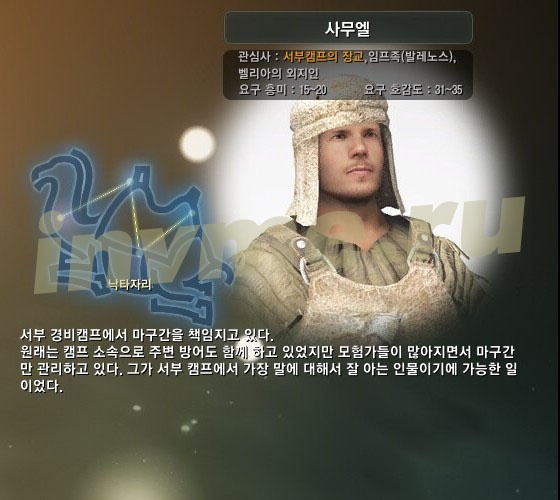 사무엘
관심사 : 서부캠프의 장교,임프족(발레노스),
벨리아의 외지인
요구 흥미 : 15~20 요구 호감도 : 31~35
invme.ru
낙타자리
서부 경비캠프에서 마구간을 책임지고 있다.
원래는 캠프 소속으로 주변 방어도 함께 하고 있었지만 모험가들이 많아지면서 마구간
만 관리하고 있다. 그가 서부 캠프에서 가장 말에 대해서 잘 아는 인물이기에 가능한 일
이었다.